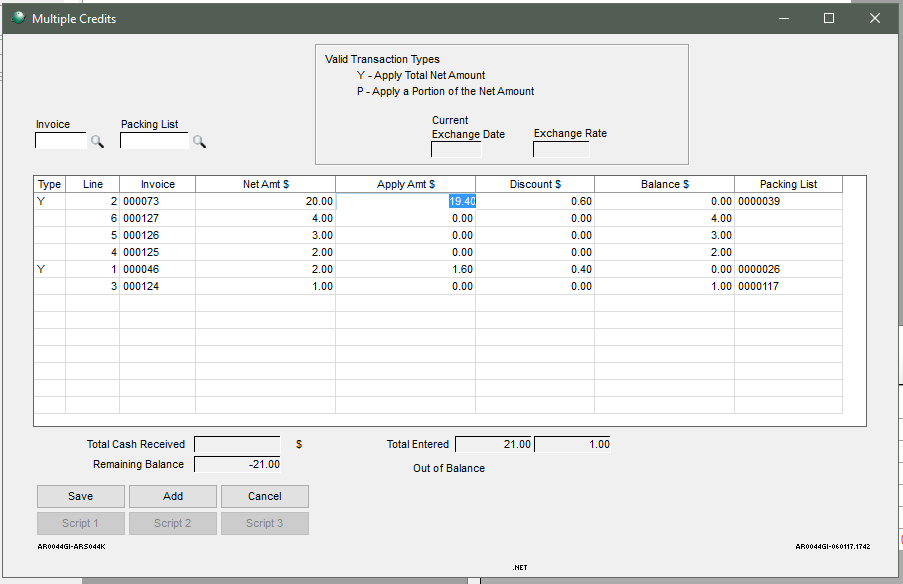 Multiple Credits
Valid Transaction Types
Y - Apply Total Net Amount
P - Apply a Portion of the Net Amount
Invoice
Packing List
Current
Exchange Date
Exchange Rate
Type Line Invoice Net Amt $ Apply Amt $ Discount $ Balance $ Packing List
Y 2 000073 20.00 19.40 0.60 0.00 0000039
6 000127 4.00 0.00 0.00 4.00
5 000126 3.00 0.00 0.00 3.00
4 000125 2.00 0.00 0.00 2.00
Y 1 000046 2.00 1.60 0.40 0.00 0000026
3 000124 1.00 0.00 0.00 1.00 0000117
Total Cash Received $ Total Entered 21.00 1.00
Remaining Balance -21.00 Out of Balance
Save Add Cancel
Script 1 Script 2 Script 3
AR0044GI-ARS044K AR0044GI-060117.1742
.NET